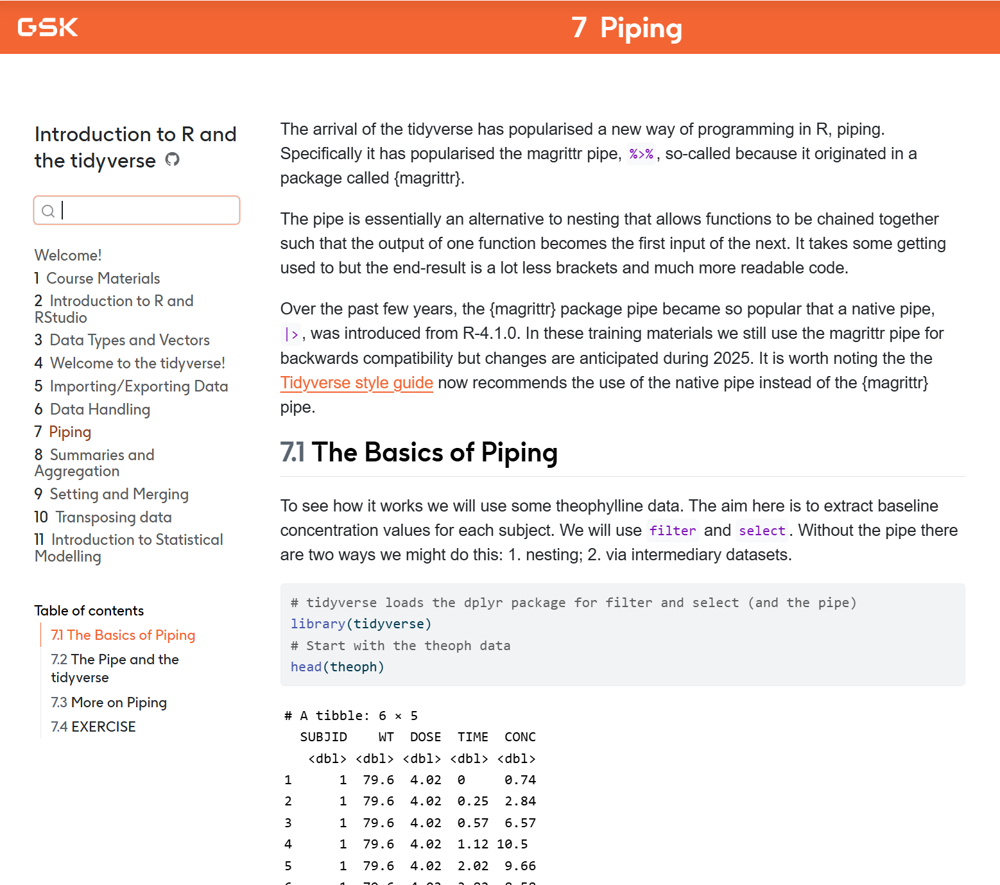 GSK
7 Piping
Introduction to R and
the tidyverse
Welcome!
1 Course Materials
2 Introduction to R and
RStudio
3 Data Types and Vectors
4 Welcome to the tidyverse!
5 Importing/Exporting Data
6 Data Handling
7 Piping
8 Summaries and
Aggregation
9 Setting and Merging
10 Transposing data
11 Introduction to Statistical
Modelling
Table of contents
7.1 The Basics of Piping
7.2 The Pipe and the
tidyverse
7.3 More on Piping
7.4 EXERCISE
The arrival of the tidyverse has popularised a new way of programming in R, piping.
Specifically it has popularised the magrittr pipe, %>%, so-called because it originated in a
package called {magrittr}.
The pipe is essentially an alternative to nesting that allows functions to be chained together
such that the output of one function becomes the first input of the next. It takes some getting
used to but the end-result is a lot less brackets and much more readable code.
Over the past few years, the {magrittr} package pipe became so popular that a native pipe,
|>, was introduced from R-4.1.0. In these training materials we still use the magrittr pipe for
backwards compatibility but changes are anticipated during 2025. It is worth noting the the
Tidyverse style guide now recommends the use of the native pipe instead of the {magrittr}
pipe.
7.1 The Basics of Piping
To see how it works we will use some theophylline data. The aim here is to extract baseline
concentration values for each subject. We will use filter and select. Without the pipe there
are two ways we might do this: 1. nesting; 2. via intermediary datasets.
# tidyverse loads the dplyr package for filter and select (and the pipe)
library(tidyverse)
# Start with the theoph data
head(theoph)
# A tibble: 6 × 5
SUBJID WT DOSE TIME CONC
<dbl> <dbl> <dbl> <dbl> <dbl>
1 1 79.6 4.02 0 0.74
2 1 79.6 4.02 0.25 2.84
3 1 79.6 4.02 0.57 6.57
4 1 79.6 4.02 1.12 10.5
5 1 79.6 4.02 2.02 9.66